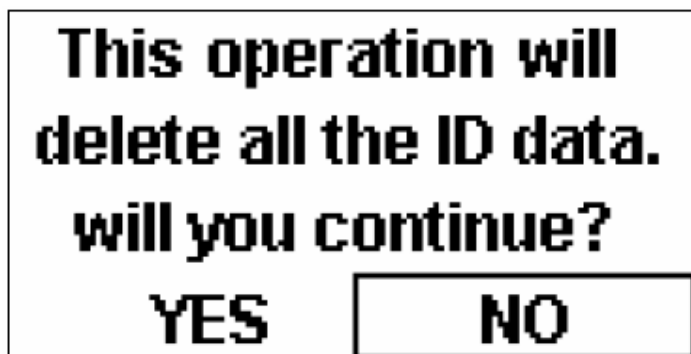 This operation will
delete all the ID data.
will you continue?
YES NO